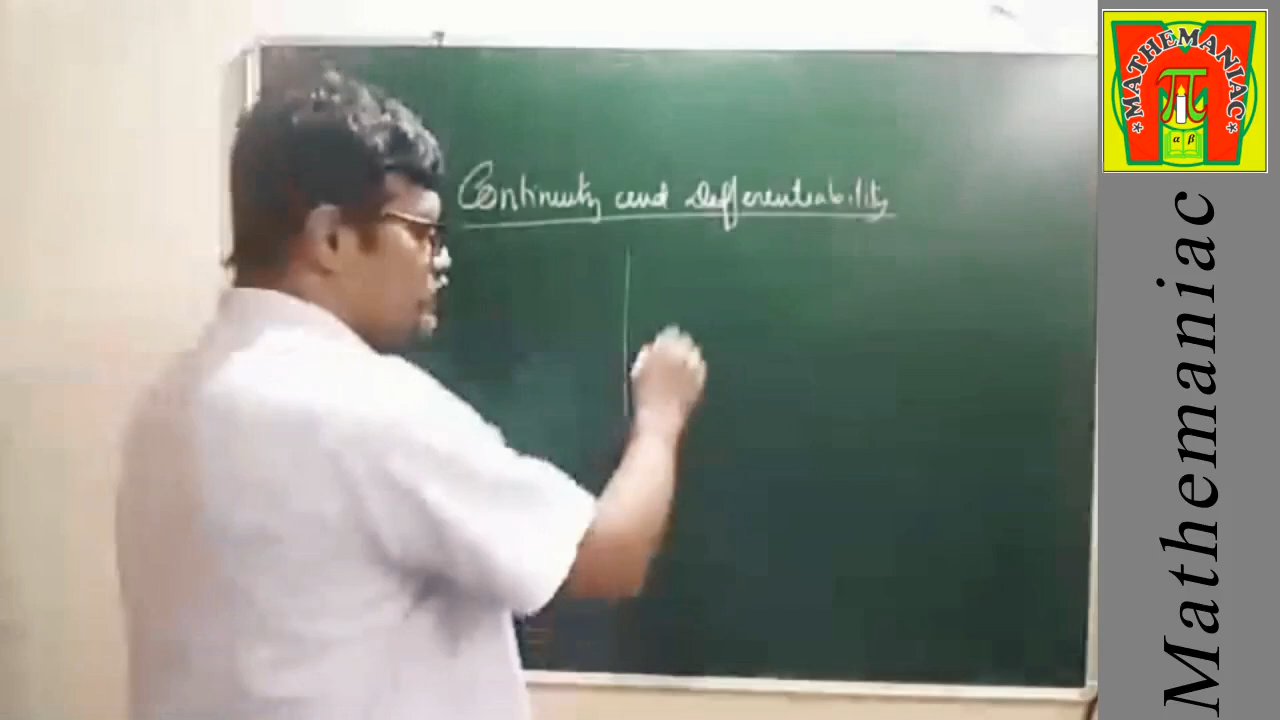 Continuity and Differentiability
* MATHEMANIAC *
π
α β
Mathemaniac